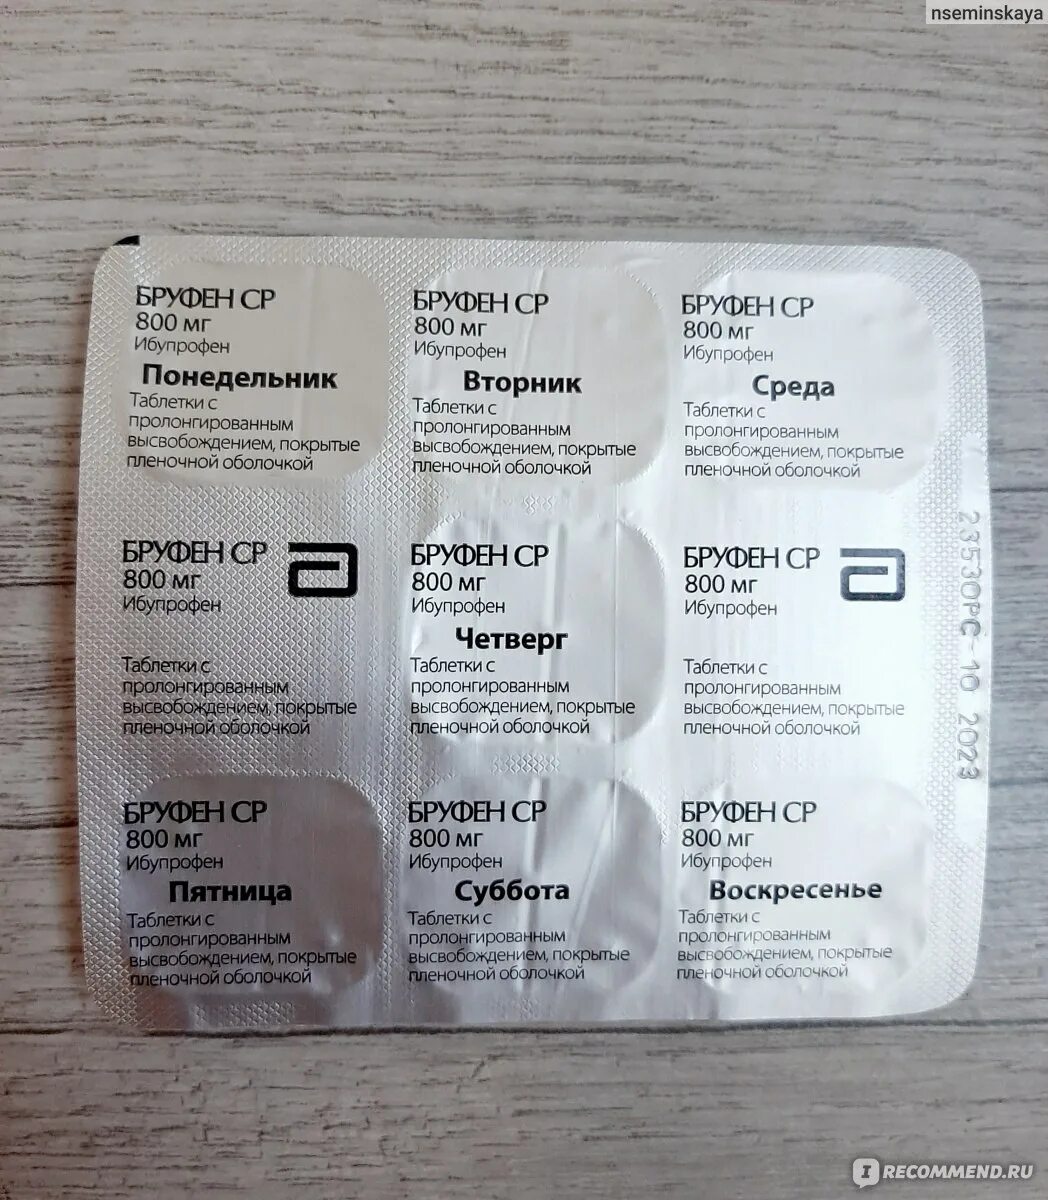 nseminskaya
БРУФЕН СР
800 мг
Ибупрофен
Понедельник
Таблетки с
пролонгированным
высвобождением, покрытые
пленочной оболочкой
БРУФЕН СР
800 мг
Ибупрофен
Вторник
Таблетки с
пролонгированным
высвобождением, покрытые
пленочной оболочкой
БРУФЕН СР
800 мг
Ибупрофен
Среда
Таблетки с
пролонгированным
высвобождением, покрытые
пленочной оболочкой
БРУФЕН СР
800 мг
Ибупрофен
Таблетки с
пролонгированным
высвобождением, покрытые
пленочной оболочкой
БРУФЕН СР
800 мг
Ибупрофен
Четверг
Таблетки с
пролонгированным
высвобождением, покрытые
пленочной оболочкой
БРУФЕН СР
800 мг
Ибупрофен
Таблетки с
пролонгированным
высвобождением, покрытые
пленочной оболочкой
БРУФЕН СР
800 мг
Ибупрофен
Пятница
Таблетки с
пролонгированным
высвобождением, покрытые
пленочной оболочкой
БРУФЕН СР
800 мг
Ибупрофен
Суббота
Таблетки с
пролонгированным
высвобождением, покрытые
пленочной оболочкой
БРУФЕН СР
800 мг
Ибупрофен
Воскресенье
Таблетки с
пролонгированным
высвобождением, покрытые
пленочной оболочкой
23530PC 10 2023
IRECOMMEND.RU